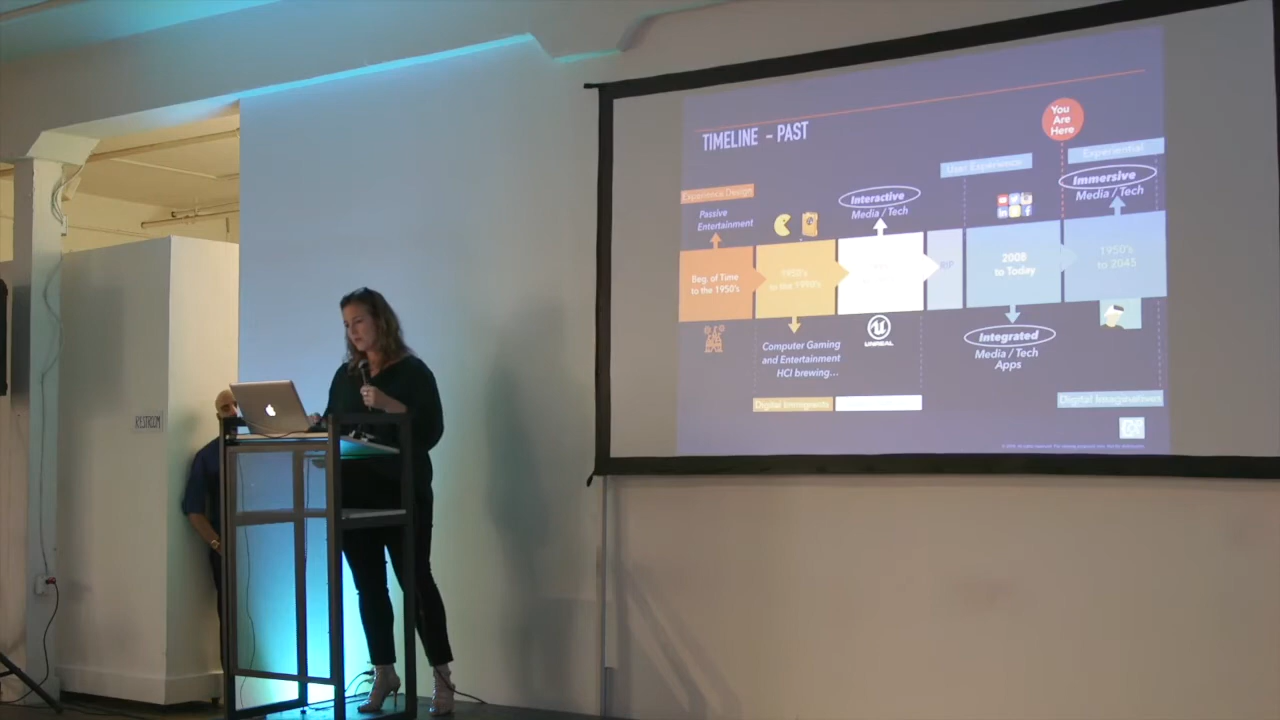 TIMELINE - PAST
You
Are
Here
User Experience
Experiential
Experience Design
Passive
Entertainment
Interactive
Media / Tech
Immersive
Media / Tech
Beg. of Time
to the 1950's
1950's
to the 1990's
2008
to Today
1950's
to 2045
UNREAL
Computer Gaming
and Entertainment
HCI brewing...
Integrated
Media / Tech
Apps
Digital Immigrants
Digital Imaginatives
RESTROOM